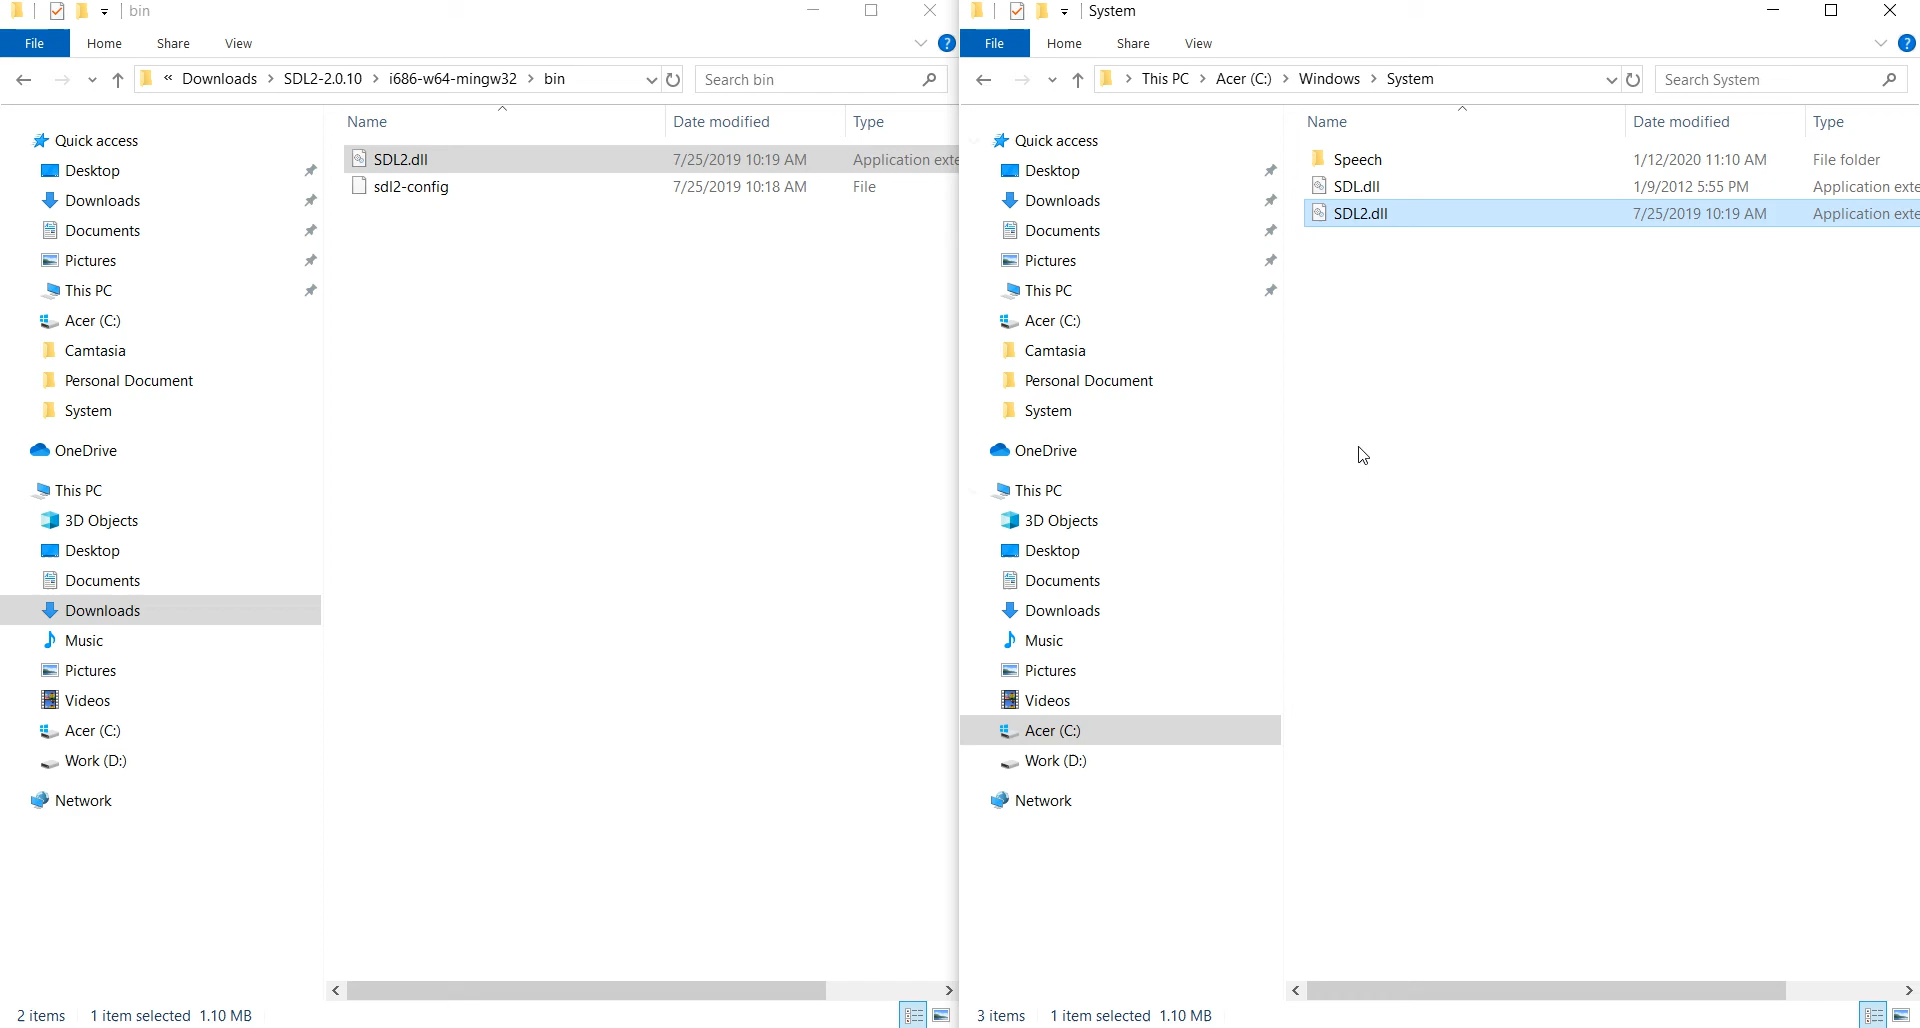 bin
File Home Share View
« Downloads > SDL2-2.0.10 > i686-w64-mingw32 > bin
Search bin
Quick access
Desktop
Downloads
Documents
Pictures
This PC
Acer (C:)
Camtasia
Personal Document
System
OneDrive
This PC
3D Objects
Desktop
Documents
Downloads
Music
Pictures
Videos
Acer (C:)
Work (D:)
Network
Name Date modified Type
SDL2.dll 7/25/2019 10:19 AM Application exte
sdl2-config 7/25/2019 10:18 AM File
2 items 1 item selected 1.10 MB
System
File Home Share View
> This PC > Acer (C:) > Windows > System
Search System
Quick access
Desktop
Downloads
Documents
Pictures
This PC
Acer (C:)
Camtasia
Personal Document
System
OneDrive
This PC
3D Objects
Desktop
Documents
Downloads
Music
Pictures
Videos
Acer (C:)
Work (D:)
Network
Name Date modified Type
Speech 1/12/2020 11:10 AM File folder
SDL.dll 1/9/2012 5:55 PM Application exte
SDL2.dll 7/25/2019 10:19 AM Application exte
3 items 1 item selected 1.10 MB